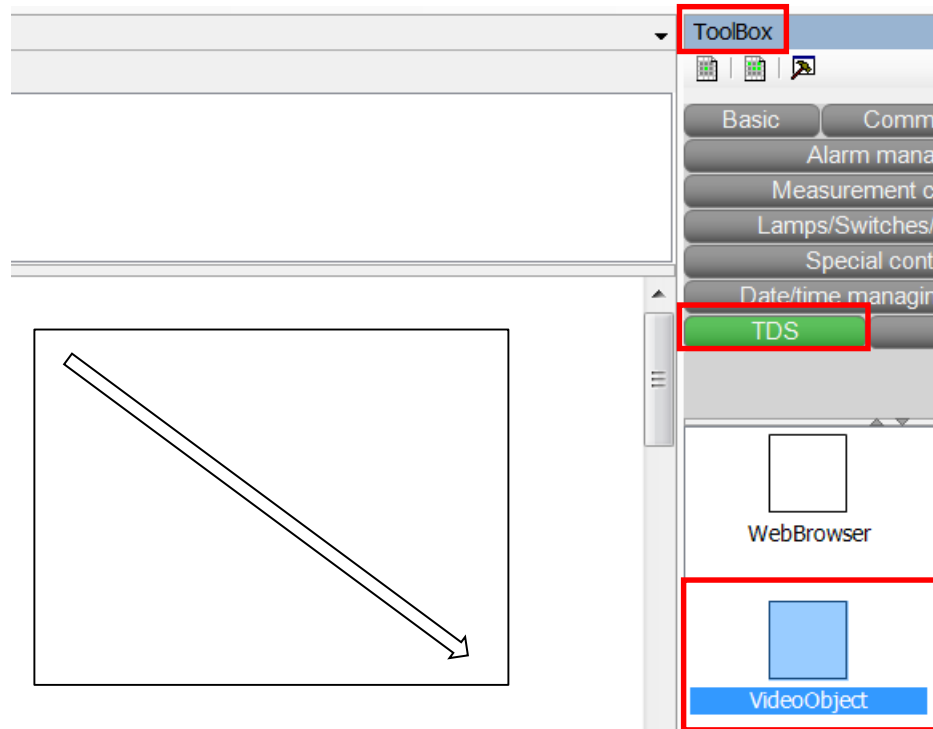 ToolBox
Basic Comm
Alarm mana
Measurement c
Lamps/Switches/
Special cont
Date/time managin
TDS
WebBrowser
VideoObject